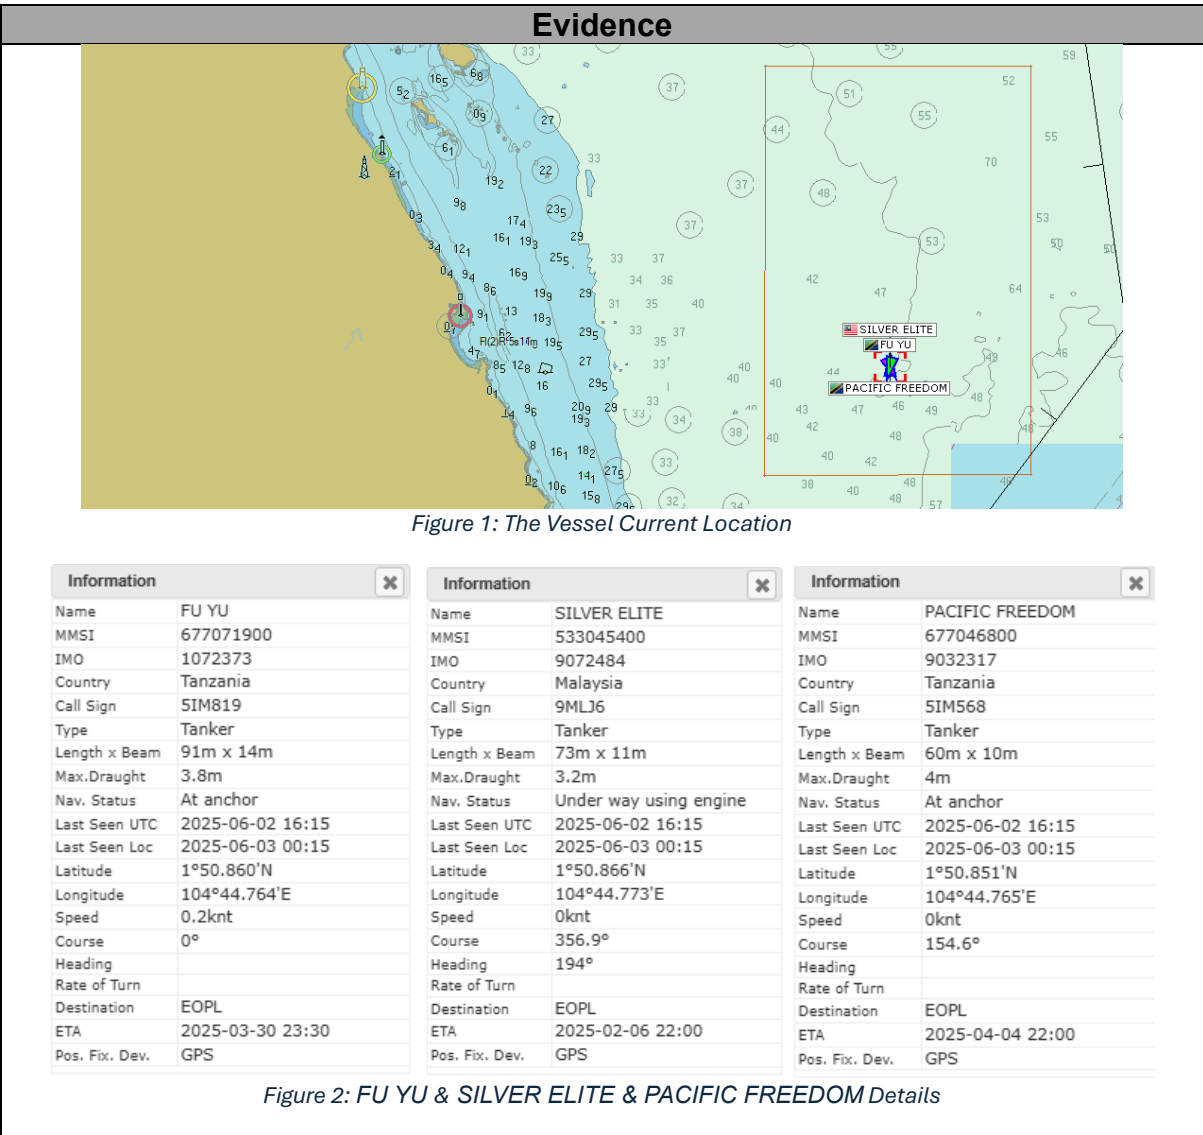 Evidence
SILVER ELITE
FU YU
PACIFIC FREEDOM
Fl(2)R 5s11m
Figure 1: The Vessel Current Location
Information
Name FU YU
MMSI 677071900
IMO 1072373
Country Tanzania
Call Sign 5IM819
Type Tanker
Length x Beam 91m x 14m
Max.Draught 3.8m
Nav. Status At anchor
Last Seen UTC 2025-06-02 16:15
Last Seen Loc 2025-06-03 00:15
Latitude 1°50.860'N
Longitude 104°44.764'E
Speed 0.2knt
Course 0°
Heading
Rate of Turn
Destination EOPL
ETA 2025-03-30 23:30
Pos. Fix. Dev. GPS
Information
Name SILVER ELITE
MMSI 533045400
IMO 9072484
Country Malaysia
Call Sign 9MLJ6
Type Tanker
Length x Beam 73m x 11m
Max.Draught 3.2m
Nav. Status Under way using engine
Last Seen UTC 2025-06-02 16:15
Last Seen Loc 2025-06-03 00:15
Latitude 1°50.866'N
Longitude 104°44.773'E
Speed 0knt
Course 356.9°
Heading 194°
Rate of Turn
Destination EOPL
ETA 2025-02-06 22:00
Pos. Fix. Dev. GPS
Information
Name PACIFIC FREEDOM
MMSI 677046800
IMO 9032317
Country Tanzania
Call Sign 5IM568
Type Tanker
Length x Beam 60m x 10m
Max.Draught 4m
Nav. Status At anchor
Last Seen UTC 2025-06-02 16:15
Last Seen Loc 2025-06-03 00:15
Latitude 1°50.851'N
Longitude 104°44.765'E
Speed 0knt
Course 154.6°
Heading
Rate of Turn
Destination EOPL
ETA 2025-04-04 22:00
Pos. Fix. Dev. GPS
Figure 2: FU YU & SILVER ELITE & PACIFIC FREEDOM Details